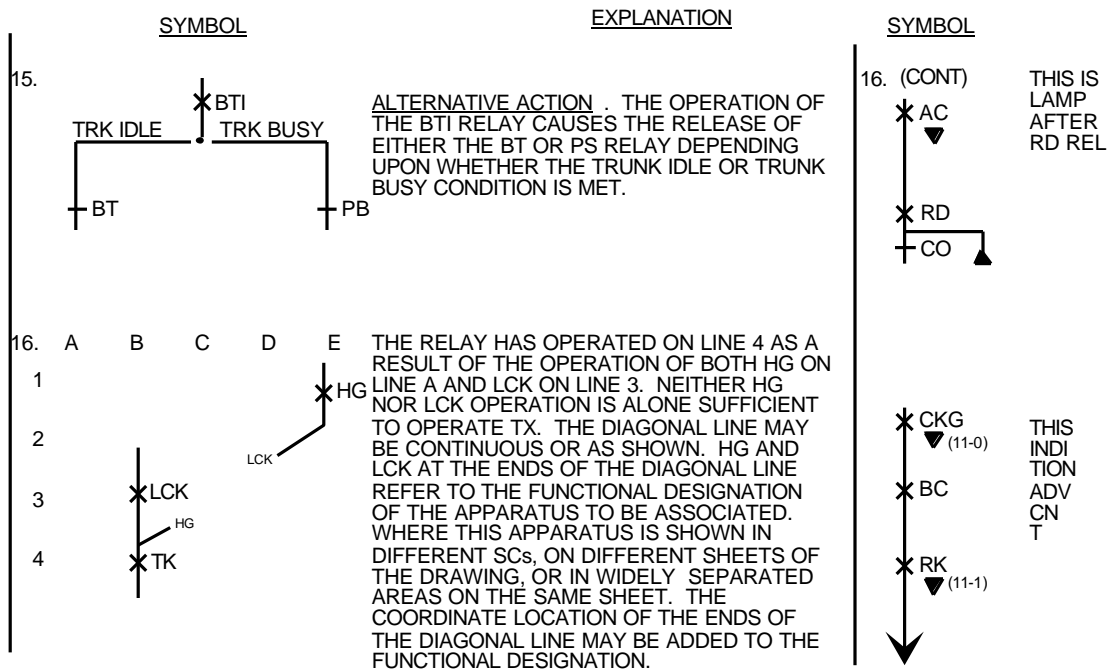 SYMBOL
EXPLANATION
SYMBOL
15.
BTI
TRK IDLE
TRK BUSY
BT
PB
ALTERNATIVE ACTION . THE OPERATION OF
THE BTI RELAY CAUSES THE RELEASE OF
EITHER THE BT OR PS RELAY DEPENDING
UPON WHETHER THE TRUNK IDLE OR TRUNK
BUSY CONDITION IS MET.
16. A B C D E
1
HG
2
LCK
3
LCK
HG
4
TK
THE RELAY HAS OPERATED ON LINE 4 AS A
RESULT OF THE OPERATION OF BOTH HG ON
LINE A AND LCK ON LINE 3. NEITHER HG
NOR LCK OPERATION IS ALONE SUFFICIENT
TO OPERATE TX. THE DIAGONAL LINE MAY
BE CONTINUOUS OR AS SHOWN. HG AND
LCK AT THE ENDS OF THE DIAGONAL LINE
REFER TO THE FUNCTIONAL DESIGNATION
OF THE APPARATUS TO BE ASSOCIATED.
WHERE THIS APPARATUS IS SHOWN IN
DIFFERENT SCs, ON DIFFERENT SHEETS OF
THE DRAWING, OR IN WIDELY SEPARATED
AREAS ON THE SAME SHEET. THE
COORDINATE LOCATION OF THE ENDS OF
THE DIAGONAL LINE MAY BE ADDED TO THE
FUNCTIONAL DESIGNATION.
16. (CONT)
AC
RD
CO
THIS IS
LAMP
AFTER
RD REL
CKG
(11-0)
BC
RK
(11-1)
THIS
INDI
TION
ADV
CN
T